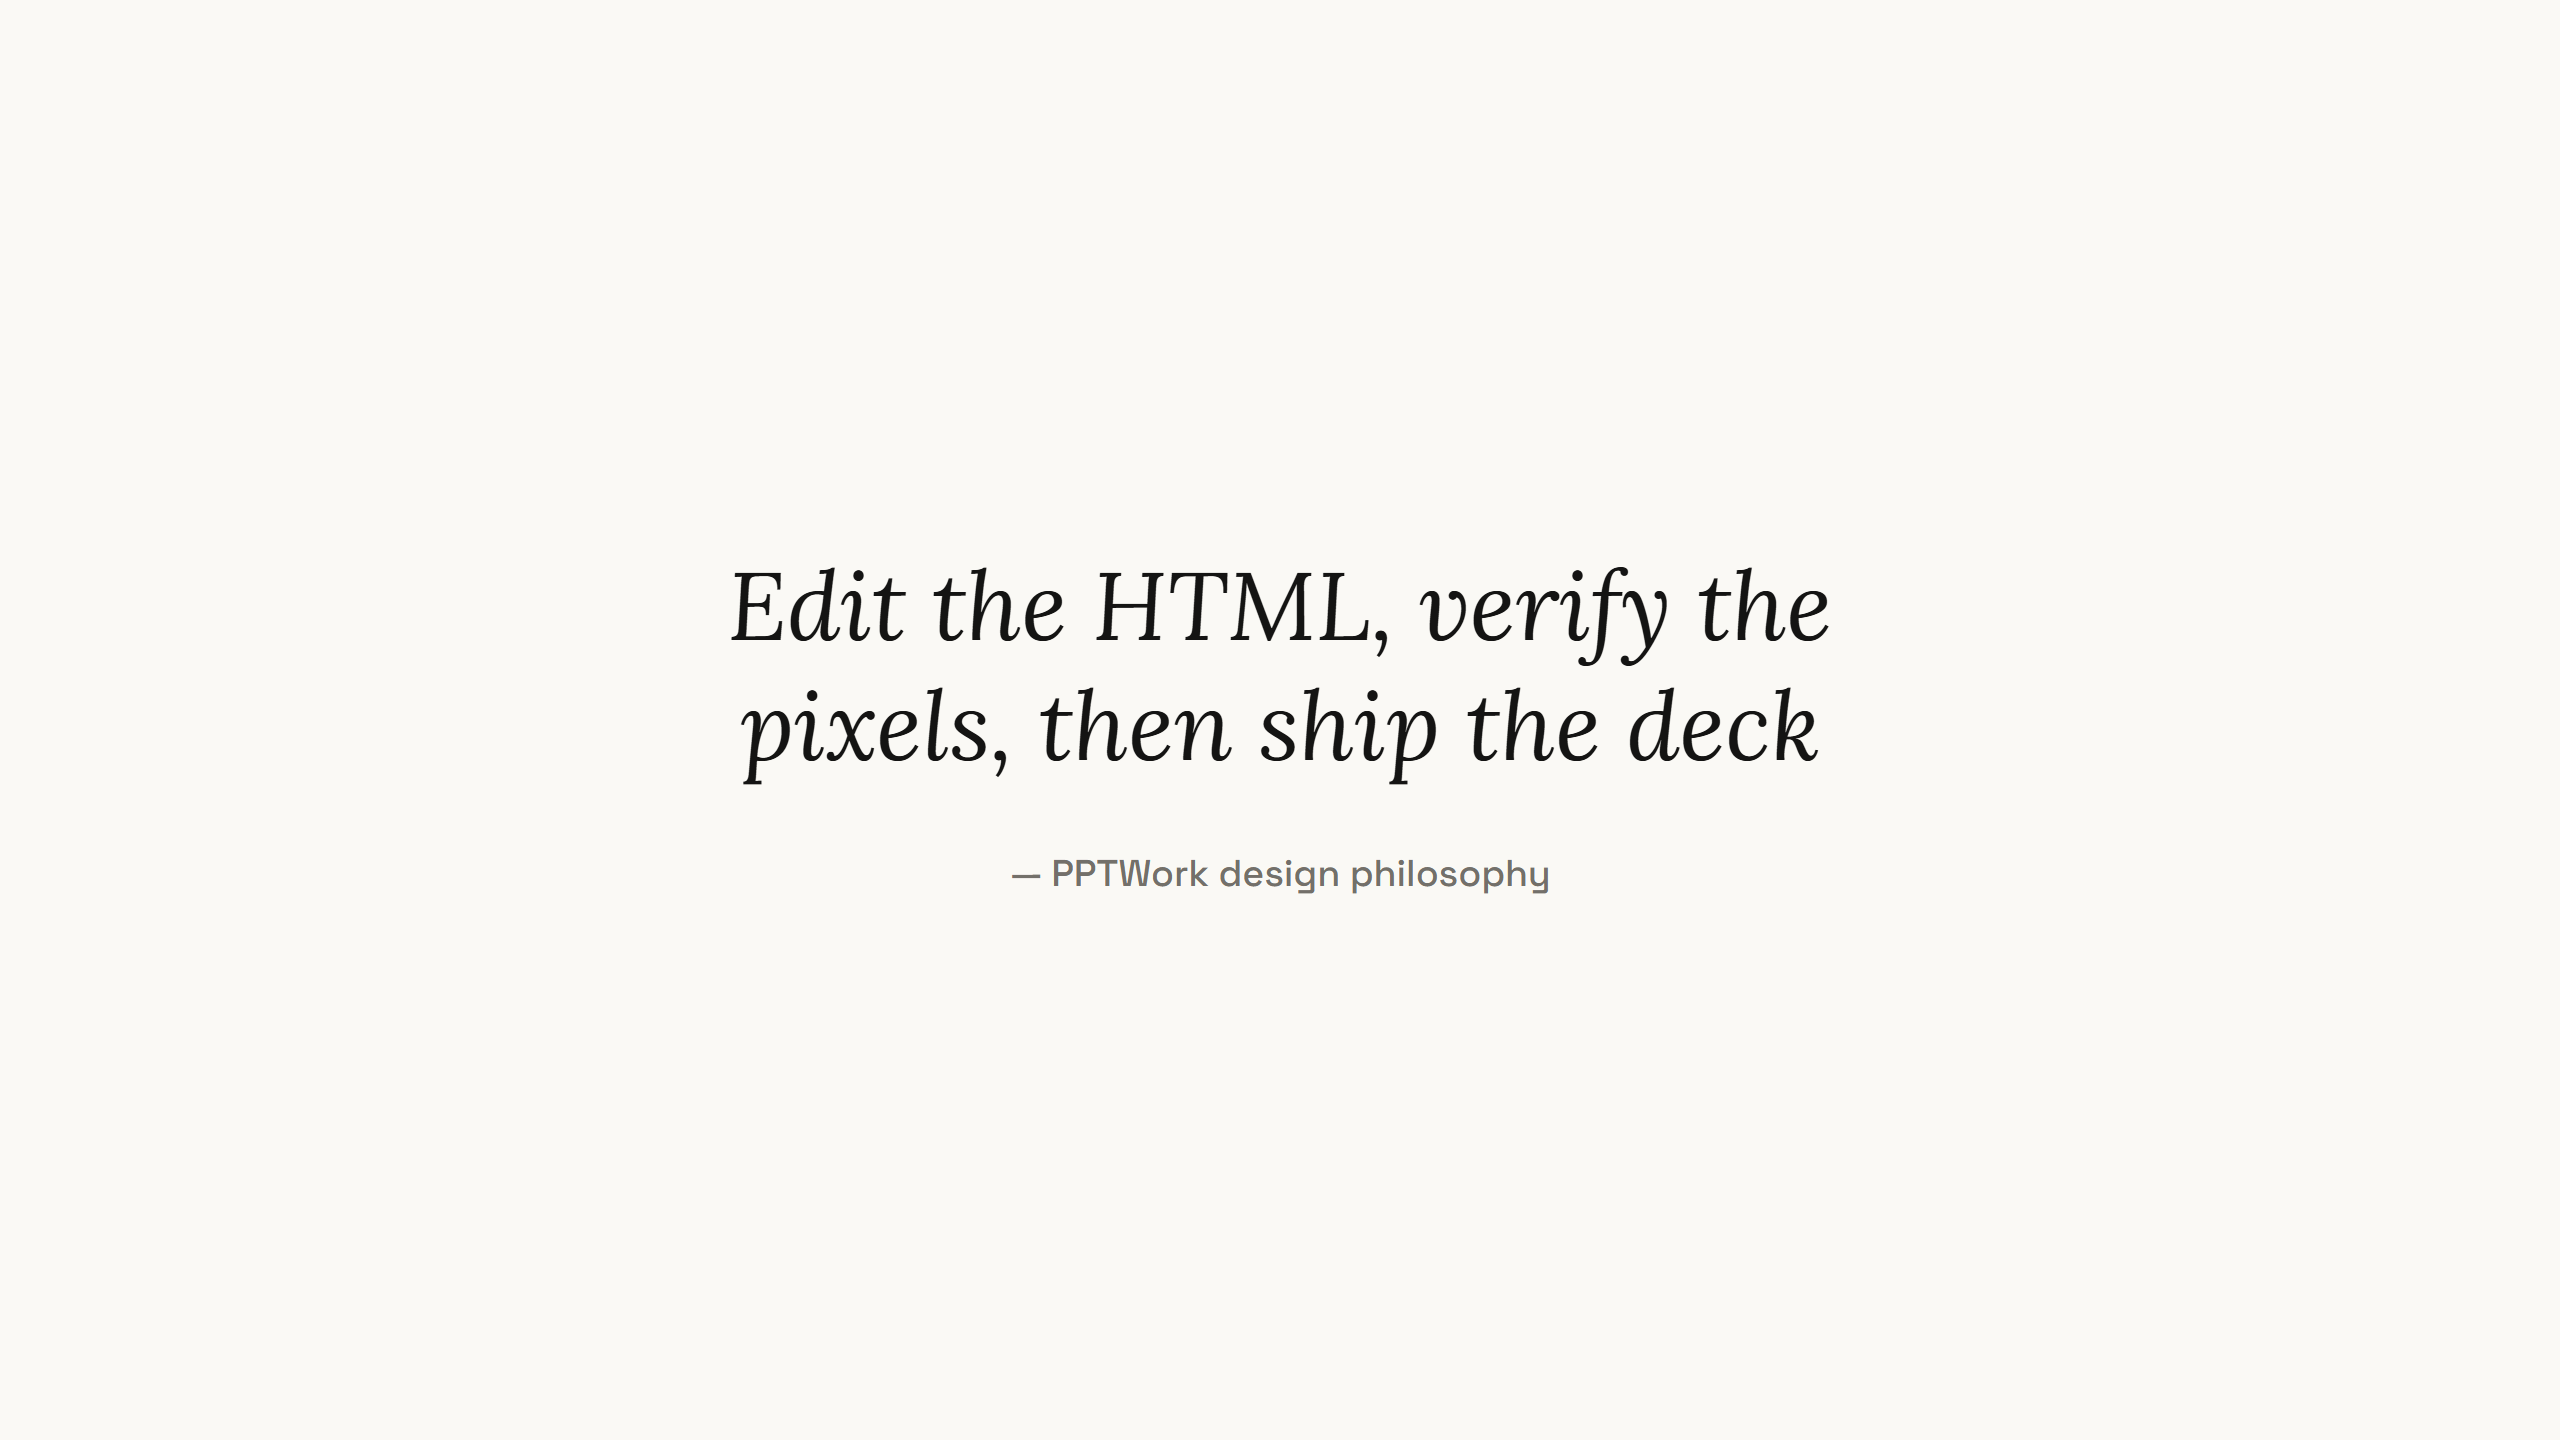 Edit the HTML, verify the
pixels, then ship the deck
— PPTWork design philosophy